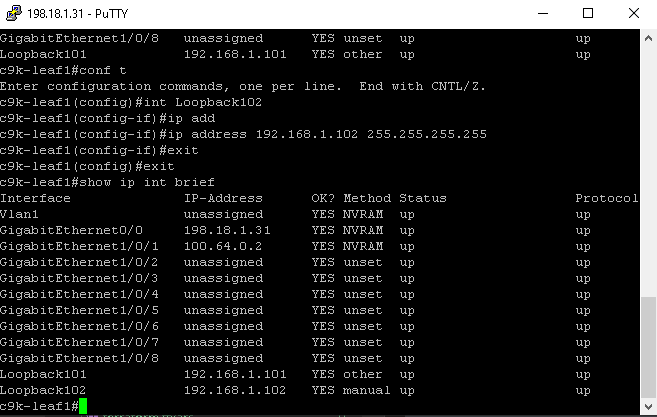 198.18.1.31 - PuTTY
GigabitEthernet1/0/8 unassigned YES unset up up
Loopback101 192.168.1.101 YES other up up
c9k-leaf1#conf t
Enter configuration commands, one per line. End with CNTL/Z.
c9k-leaf1(config)#int Loopback102
c9k-leaf1(config-if)#ip add
c9k-leaf1(config-if)#ip address 192.168.1.102 255.255.255.255
c9k-leaf1(config-if)#exit
c9k-leaf1(config)#exit
c9k-leaf1#show ip int brief
Interface IP-Address OK? Method Status Protocol
Vlan1 unassigned YES NVRAM up up
GigabitEthernet0/0 198.18.1.31 YES NVRAM up up
GigabitEthernet1/0/1 100.64.0.2 YES NVRAM up up
GigabitEthernet1/0/2 unassigned YES unset up up
GigabitEthernet1/0/3 unassigned YES unset up up
GigabitEthernet1/0/4 unassigned YES unset up up
GigabitEthernet1/0/5 unassigned YES unset up up
GigabitEthernet1/0/6 unassigned YES unset up up
GigabitEthernet1/0/7 unassigned YES unset up up
GigabitEthernet1/0/8 unassigned YES unset up up
Loopback101 192.168.1.101 YES other up up
Loopback102 192.168.1.102 YES manual up up
c9k-leaf1#